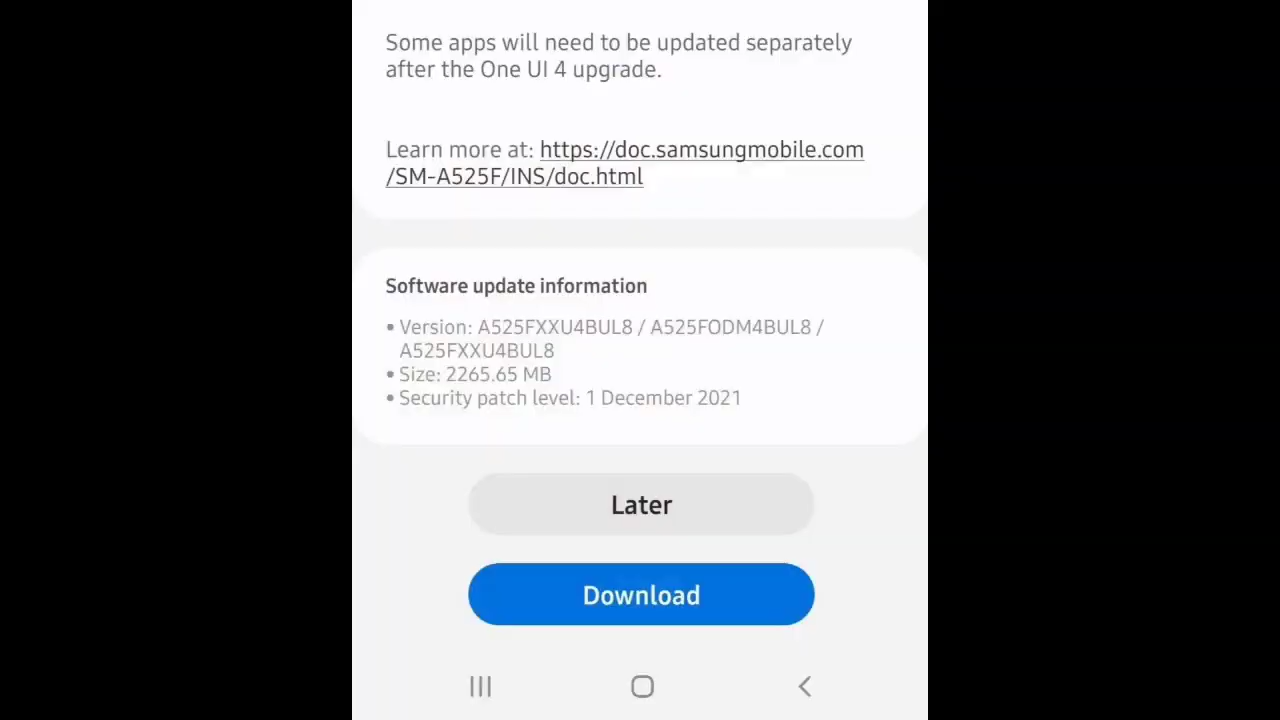 Some apps will need to be updated separately
after the One UI 4 upgrade.
Learn more at: https://doc.samsungmobile.com
/SM-A525F/INS/doc.html
Software update information
• Version: A525FXXU4BUL8 / A525FODM4BUL8 /
A525FXXU4BUL8
• Size: 2265.65 MB
• Security patch level: 1 December 2021
Later
Download